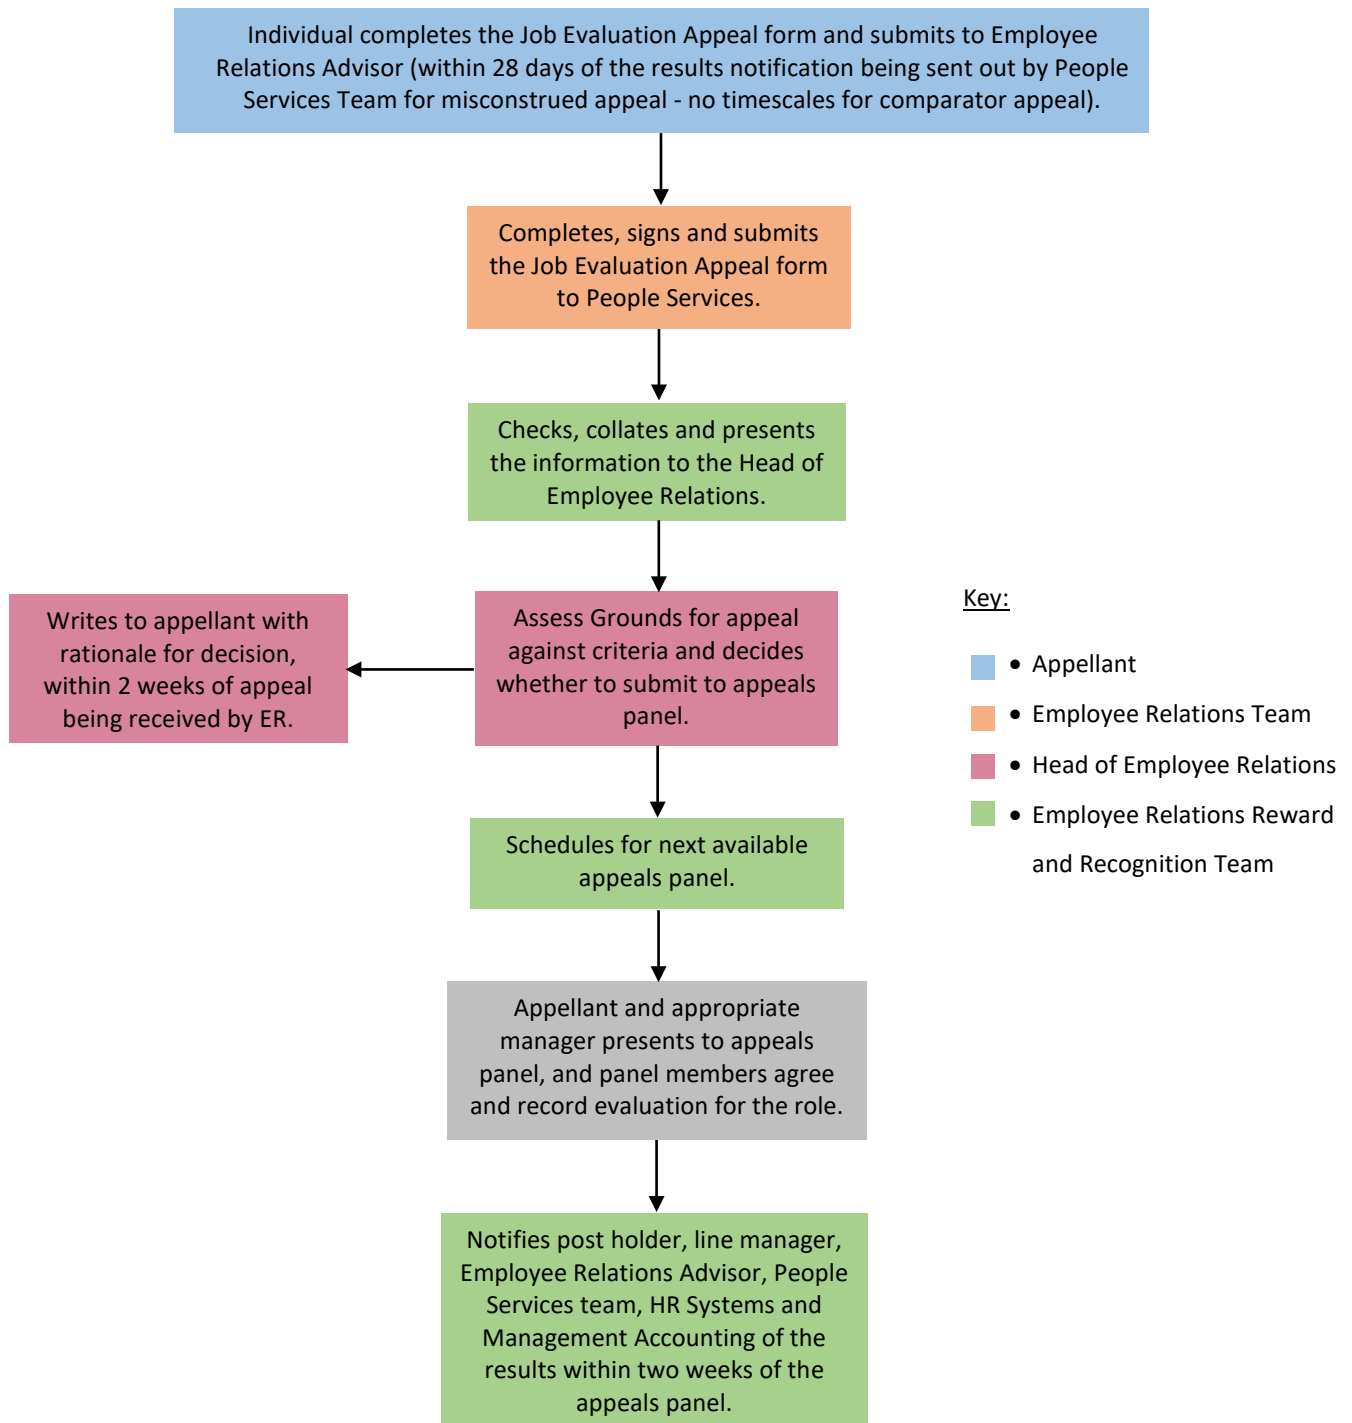 Individual completes the Job Evaluation Appeal form and submits to Employee
Relations Advisor (within 28 days of the results notification being sent out by People
Services Team for misconstrued appeal - no timescales for comparator appeal).
Completes, signs and submits
the Job Evaluation Appeal form
to People Services.
Checks, collates and presents
the information to the Head of
Employee Relations.
Writes to appellant with
rationale for decision,
within 2 weeks of appeal
being received by ER.
Assess Grounds for appeal
against criteria and decides
whether to submit to appeals
panel.
Key:
• Appellant
• Employee Relations Team
• Head of Employee Relations
• Employee Relations Reward
and Recognition Team
Schedules for next available
appeals panel.
Appellant and appropriate
manager presents to appeals
panel, and panel members agree
and record evaluation for the role.
Notifies post holder, line manager,
Employee Relations Advisor, People
Services team, HR Systems and
Management Accounting of the
results within two weeks of the
appeals panel.